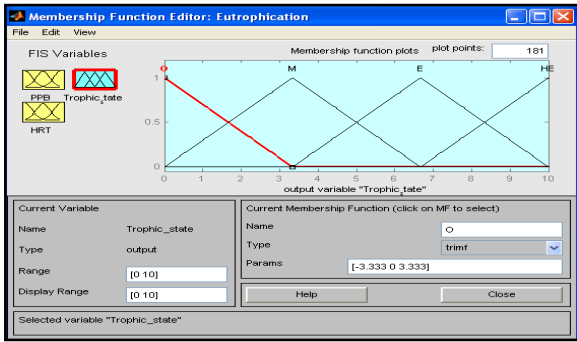 Membership Function Editor: Eutrophication
File Edit View
FIS Variables
PPB
Trophic_state
HRT
Membership function plots
plot points:
181
O
M
E
HE
1
0.5
0
0 1 2 3 4 5 6 7 8 9 10
output variable "Trophic_tate"
Current Variable
Name Trophic_state
Type output
Range [0 10]
Display Range [0 10]
Current Membership Function (click on MF to select)
Name O
Type trimf
Params [-3.333 0 3.333]
Help
Close
Selected variable "Trophic_state"